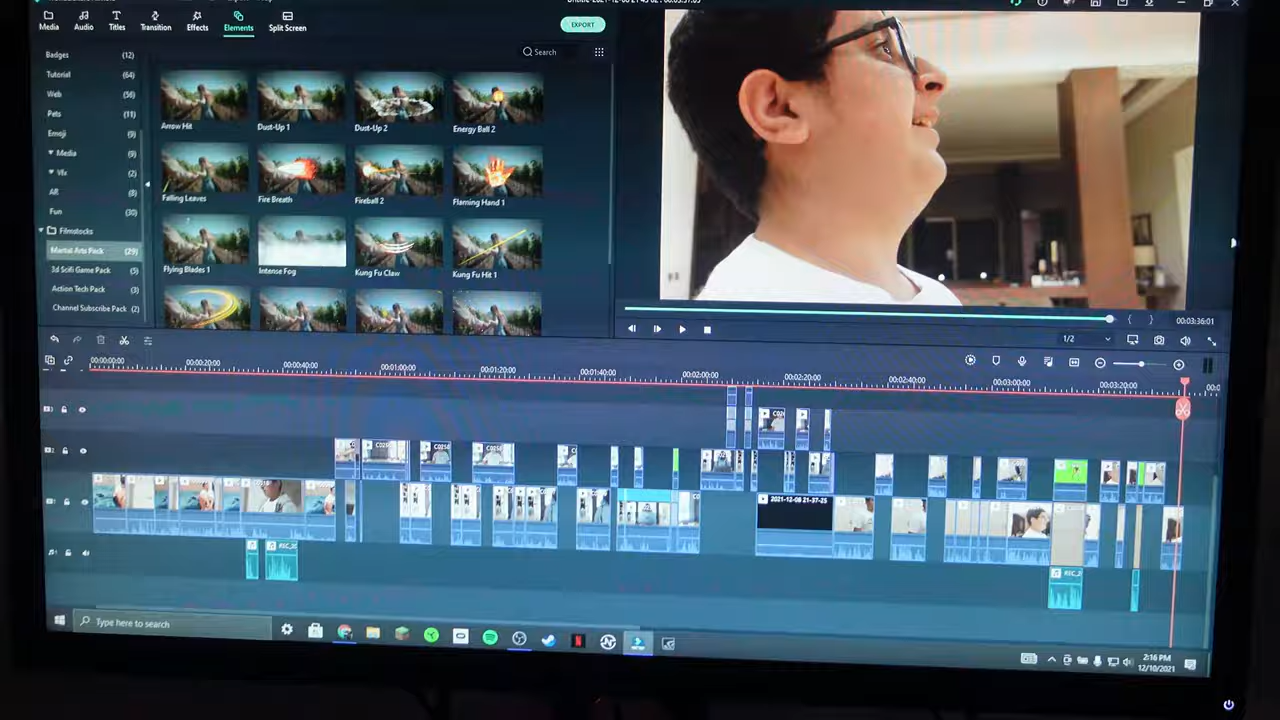 Media Audio Titles Transition Effects Elements Split Screen
EXPORT
Search
Badges (12)
Tutorial (64)
Web (56)
Pets (11)
Emoji (9)
Media (9)
Vlx (2)
AR (8)
Fun (30)
Filmstocks
Martial Arts Pack (29)
3d Scifi Game Pack (5)
Action Tech Pack (3)
Channel Subscribe Pack (2)
Arrow Hit Dust-Up 1 Dust-Up 2 Energy Ball 2
Falling Leaves Fire Breath Fireball 2 Flaming Hand 1
Flying Blades 1 Intense Fog Kung Fu Claw Kung Fu Hit 1
00:03:36:01
1/2
00:00:00:00 00:00:20:00 00:00:40:00 00:01:00:00 00:01:20:00 00:01:40:00 00:02:00:00 00:02:20:00 00:02:40:00 00:03:00:00 00:03:20:00
2021-12-08 21-37-25
Type here to search
2:16 PM
12/10/2021